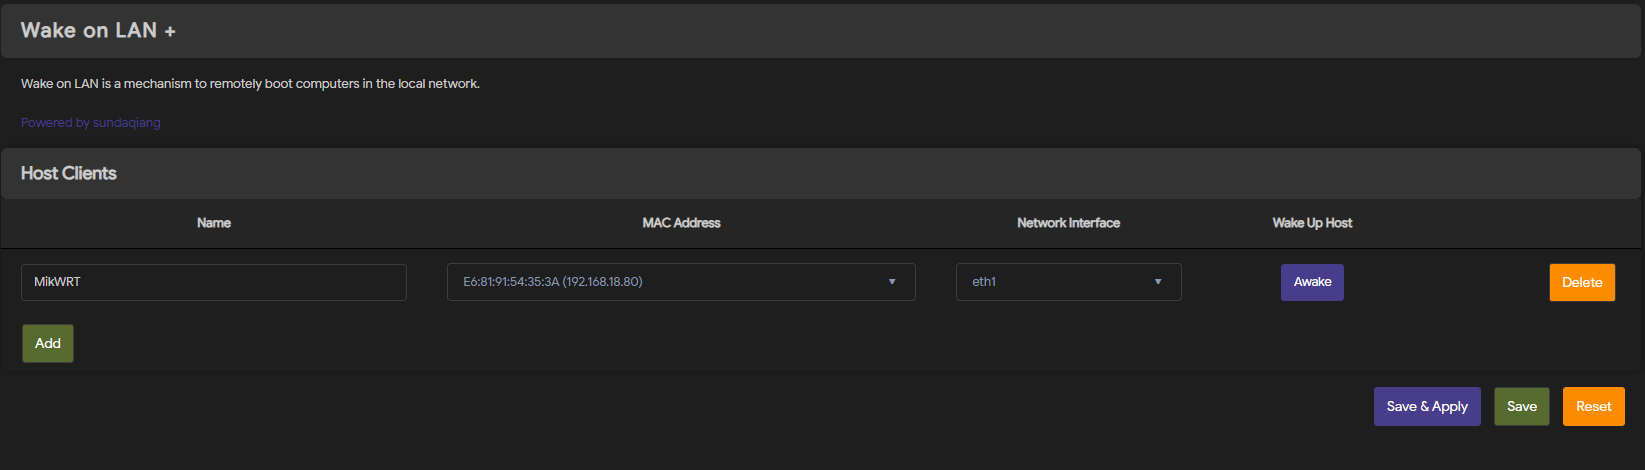 Wake on LAN +
Wake on LAN is a mechanism to remotely boot computers in the local network.
Powered by sundaqiang
Host Clients
Name MAC Address Network Interface Wake Up Host
MikWRT E6:81:91:54:35:3A (192.168.18.80) eth1 Awake Delete
Add
Save & Apply Save Reset